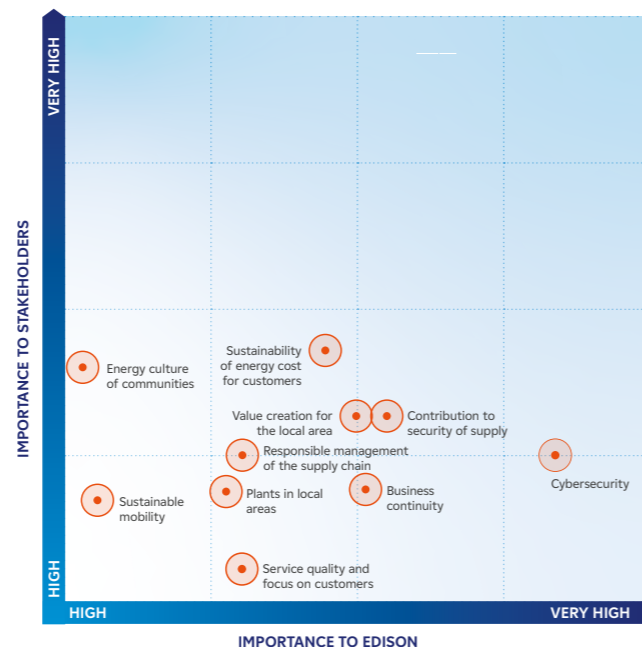 VERY HIGH
IMPORTANCE TO STAKEHOLDERS
HIGH
Sustainability
of energy cost
for customers
Energy culture
of communities
Value creation for
the local area
Contribution to
security of supply
Responsible management
of the supply chain
Cybersecurity
Sustainable
mobility
Plants in local
areas
Business
continuity
Service quality and
focus on customers
HIGH
VERY HIGH
IMPORTANCE TO EDISON